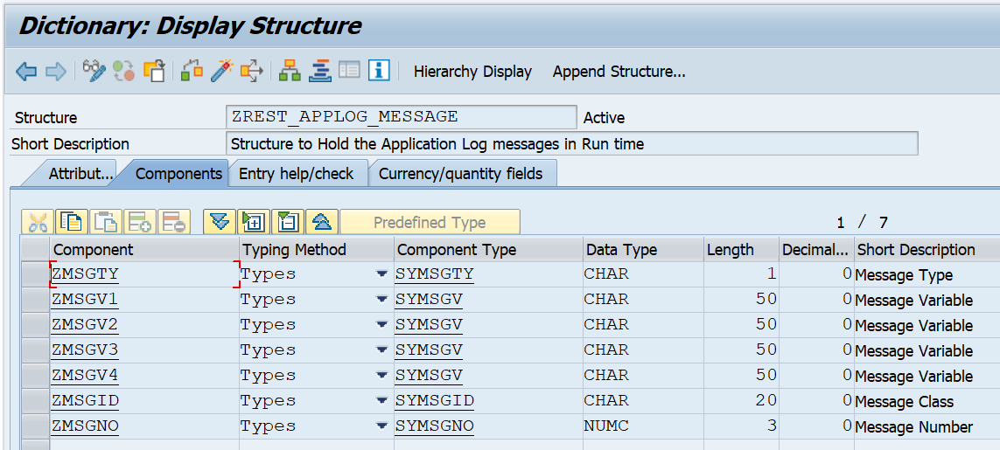 Dictionary: Display Structure
Hierarchy Display Append Structure...
Structure ZREST_APPLOG_MESSAGE Active
Short Description Structure to Hold the Application Log messages in Run time
Attribut... Components Entry help/check Currency/quantity fields
Predefined Type 1 / 7
Component Typing Method Component Type Data Type Length Decimal... Short Description
ZMSGTY Types SYMSGTY CHAR 1 0 Message Type
ZMSGV1 Types SYMSGV CHAR 50 0 Message Variable
ZMSGV2 Types SYMSGV CHAR 50 0 Message Variable
ZMSGV3 Types SYMSGV CHAR 50 0 Message Variable
ZMSGV4 Types SYMSGV CHAR 50 0 Message Variable
ZMSGID Types SYMSGID CHAR 20 0 Message Class
ZMSGNO Types SYMSGNO NUMC 3 0 Message Number